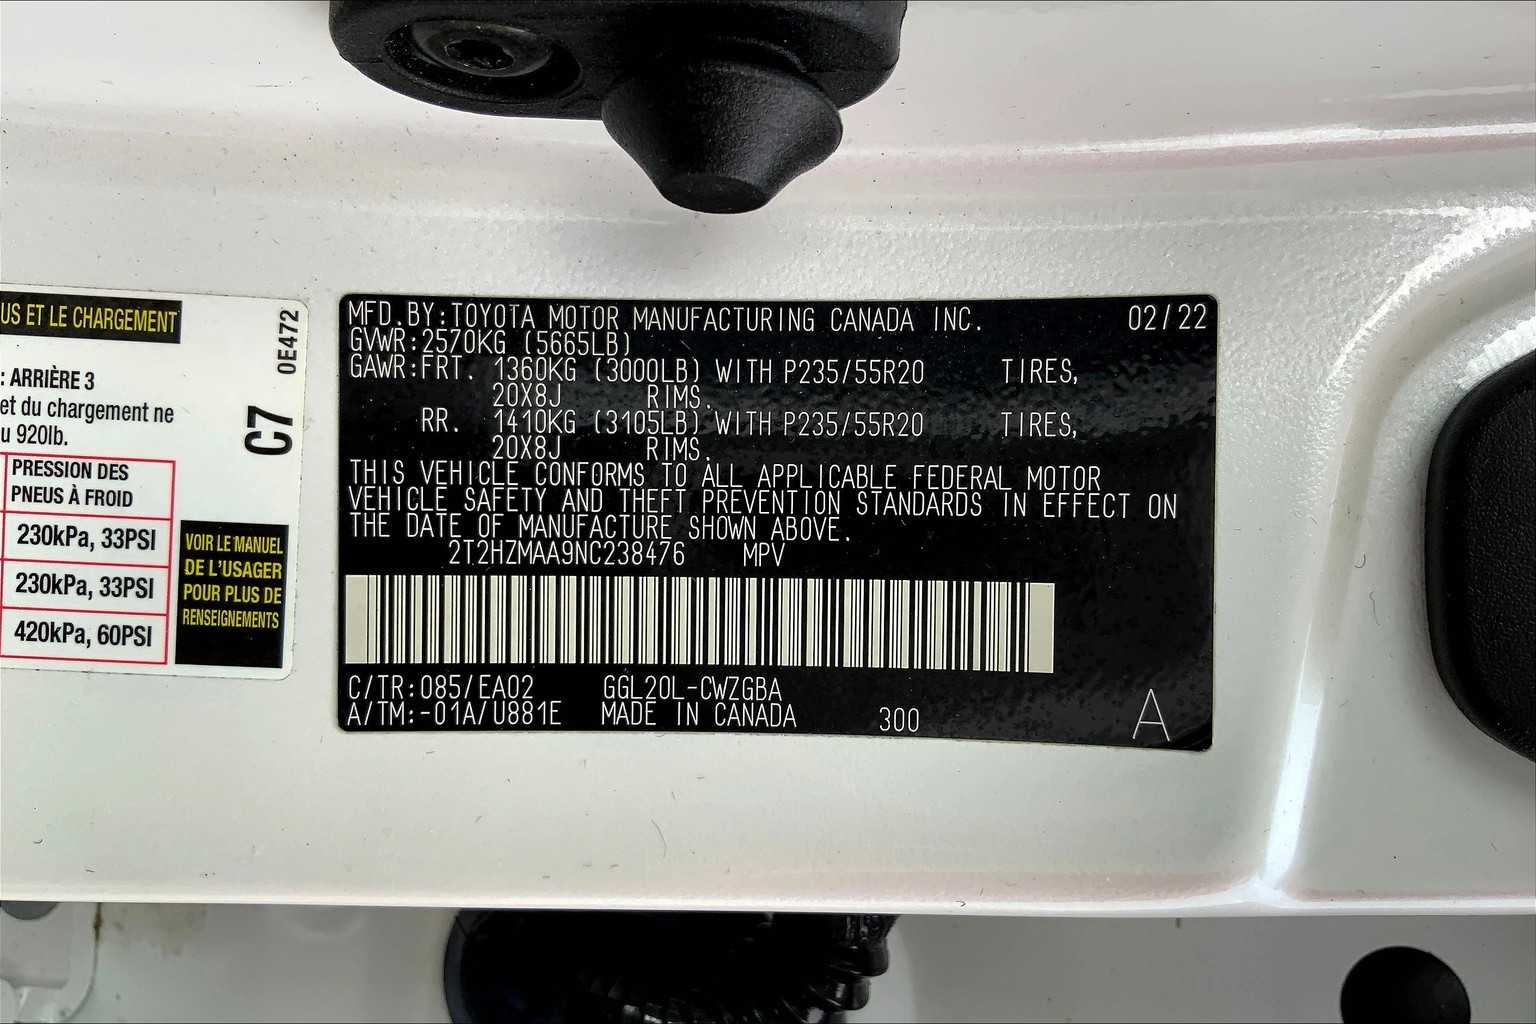 US ET LE CHARGEMENT
0E472
: ARRIÈRE 3
et du chargement ne
u 920lb.
C7
PRESSION DES
PNEUS À FROID
230kPa, 33PSI
230kPa, 33PSI
420kPa, 60PSI
VOIR LE MANUEL
DE L'USAGER
POUR PLUS DE
RENSEIGNEMENTS
MFD.BY:TOYOTA MOTOR MANUFACTURING CANADA INC. 02/22
GVWR:2570KG (5665LB)
GAWR:FRT. 1360KG (3000LB) WITH P235/55R20 TIRES,
20X8J RIMS.
RR. 1410KG (3105LB) WITH P235/55R20 TIRES,
20X8J RIMS.
THIS VEHICLE CONFORMS TO ALL APPLICABLE FEDERAL MOTOR
VEHICLE SAFETY AND THEFT PREVENTION STANDARDS IN EFFECT ON
THE DATE OF MANUFACTURE SHOWN ABOVE.
2T2HZMAA9NC238476 MPV
C/TR:085/EA02 GGL20L-CWZGBA
A/TM:-01A/U881E MADE IN CANADA 300 A